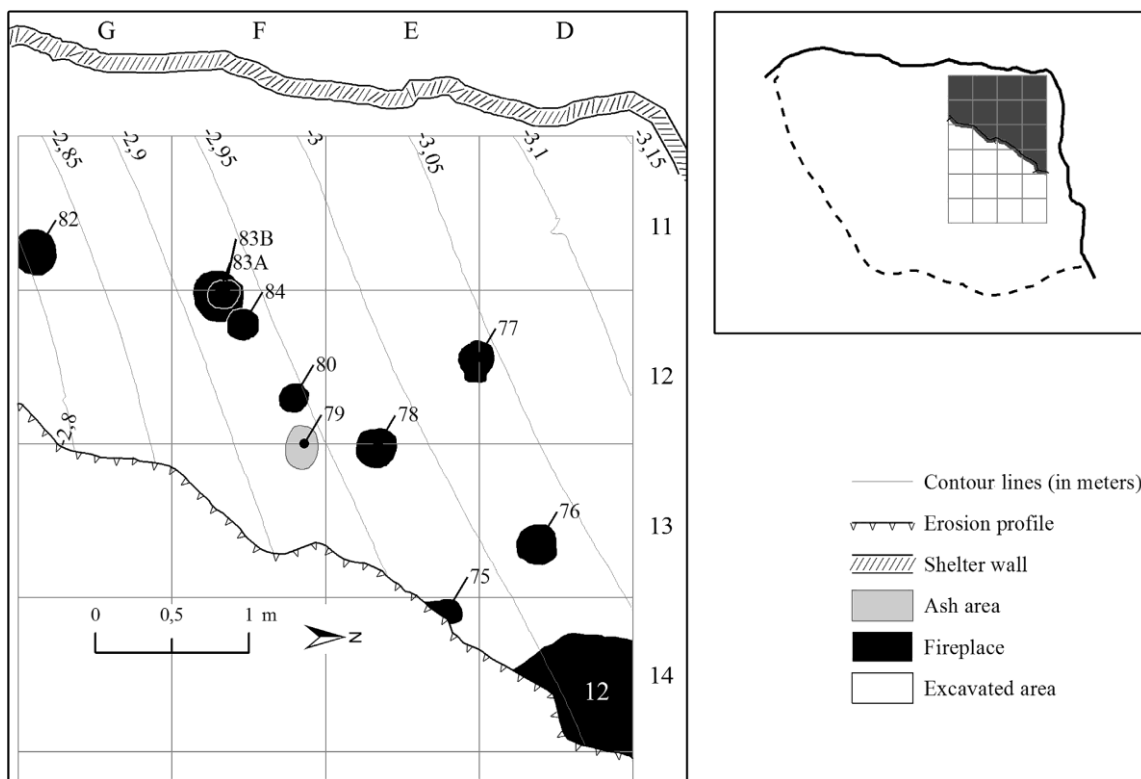 G F E D
-2,85 -2,9 -2,95 -3 -3,05 -3,1 -3,15
11
82
83B
83A
84
77
12
80
79
78
-2,8
76
13
75
0 0,5 1 m
N
14
12
Contour lines (in meters)
Erosion profile
Shelter wall
Ash area
Fireplace
Excavated area